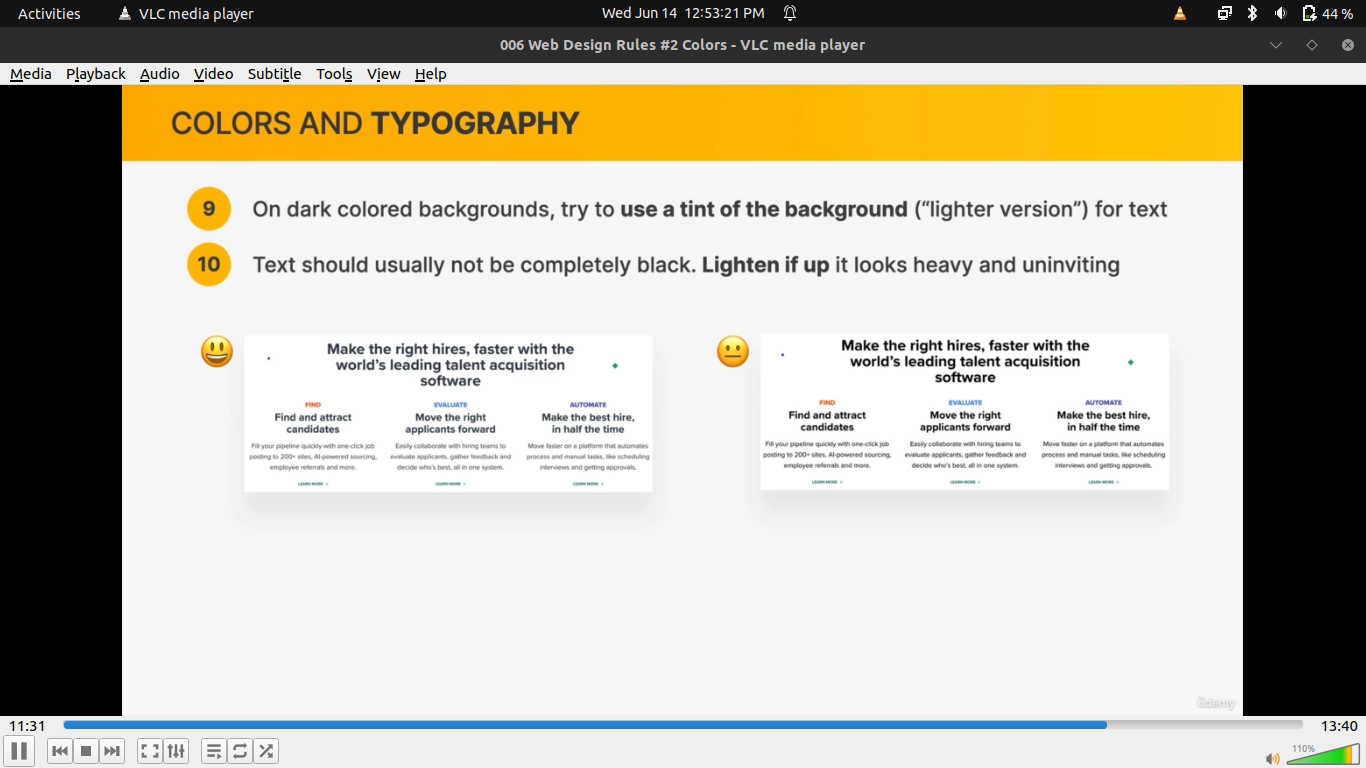 Activities VLC media player Wed Jun 14 12:53:21 PM 44 %
006 Web Design Rules #2 Colors - VLC media player
Media Playback Audio Video Subtitle Tools View Help
COLORS AND TYPOGRAPHY
9 On dark colored backgrounds, try to use a tint of the background (“lighter version”) for text
10 Text should usually not be completely black. Lighten if up it looks heavy and uninviting
Make the right hires, faster with the
world’s leading talent acquisition
software
FIND
Find and attract
candidates
Fill your pipeline quickly with one-click job
posting to 200+ sites, AI-powered sourcing,
employee referrals and more.
LEARN MORE >
EVALUATE
Move the right
applicants forward
Easily collaborate with hiring teams to
evaluate applicants, gather feedback and
decide who’s best, all in one system.
LEARN MORE >
AUTOMATE
Make the best hire,
in half the time
Move faster on a platform that automates
process and manual tasks, like scheduling
interviews and getting approvals.
LEARN MORE >
Make the right hires, faster with the
world’s leading talent acquisition
software
FIND
Find and attract
candidates
Fill your pipeline quickly with one-click job
posting to 200+ sites, AI-powered sourcing,
employee referrals and more.
LEARN MORE >
EVALUATE
Move the right
applicants forward
Easily collaborate with hiring teams to
evaluate applicants, gather feedback and
decide who’s best, all in one system.
LEARN MORE >
AUTOMATE
Make the best hire,
in half the time
Move faster on a platform that automates
process and manual tasks, like scheduling
interviews and getting approvals.
LEARN MORE >
ûdemy
11:31 13:40
110%